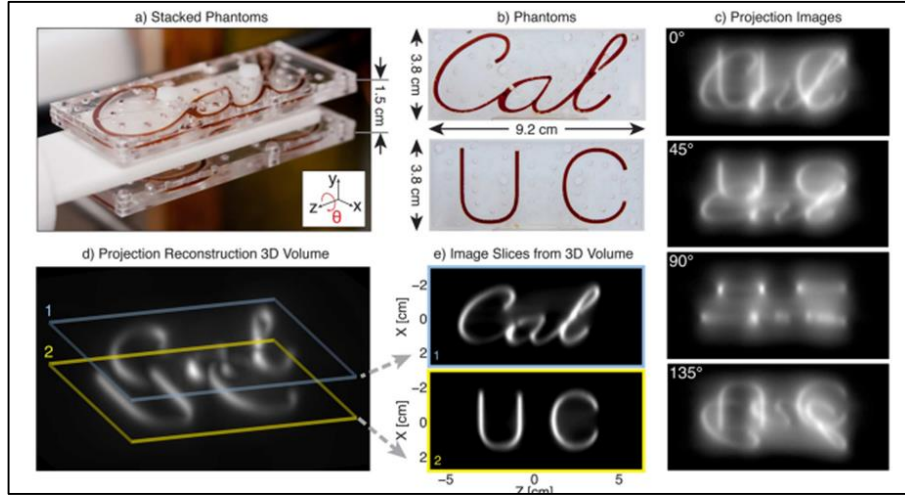 a) Stacked Phantoms
1.5 cm
y
z
x
θ
b) Phantoms
3.8 cm
Cal
9.2 cm
3.8 cm
U C
c) Projection Images
0°
45°
90°
135°
d) Projection Reconstruction 3D Volume
1
2
e) Image Slices from 3D Volume
X [cm]
-2
0
2
Cal
1
X [cm]
-2
0
2
U C
2
-5
0
5
Z [cm]